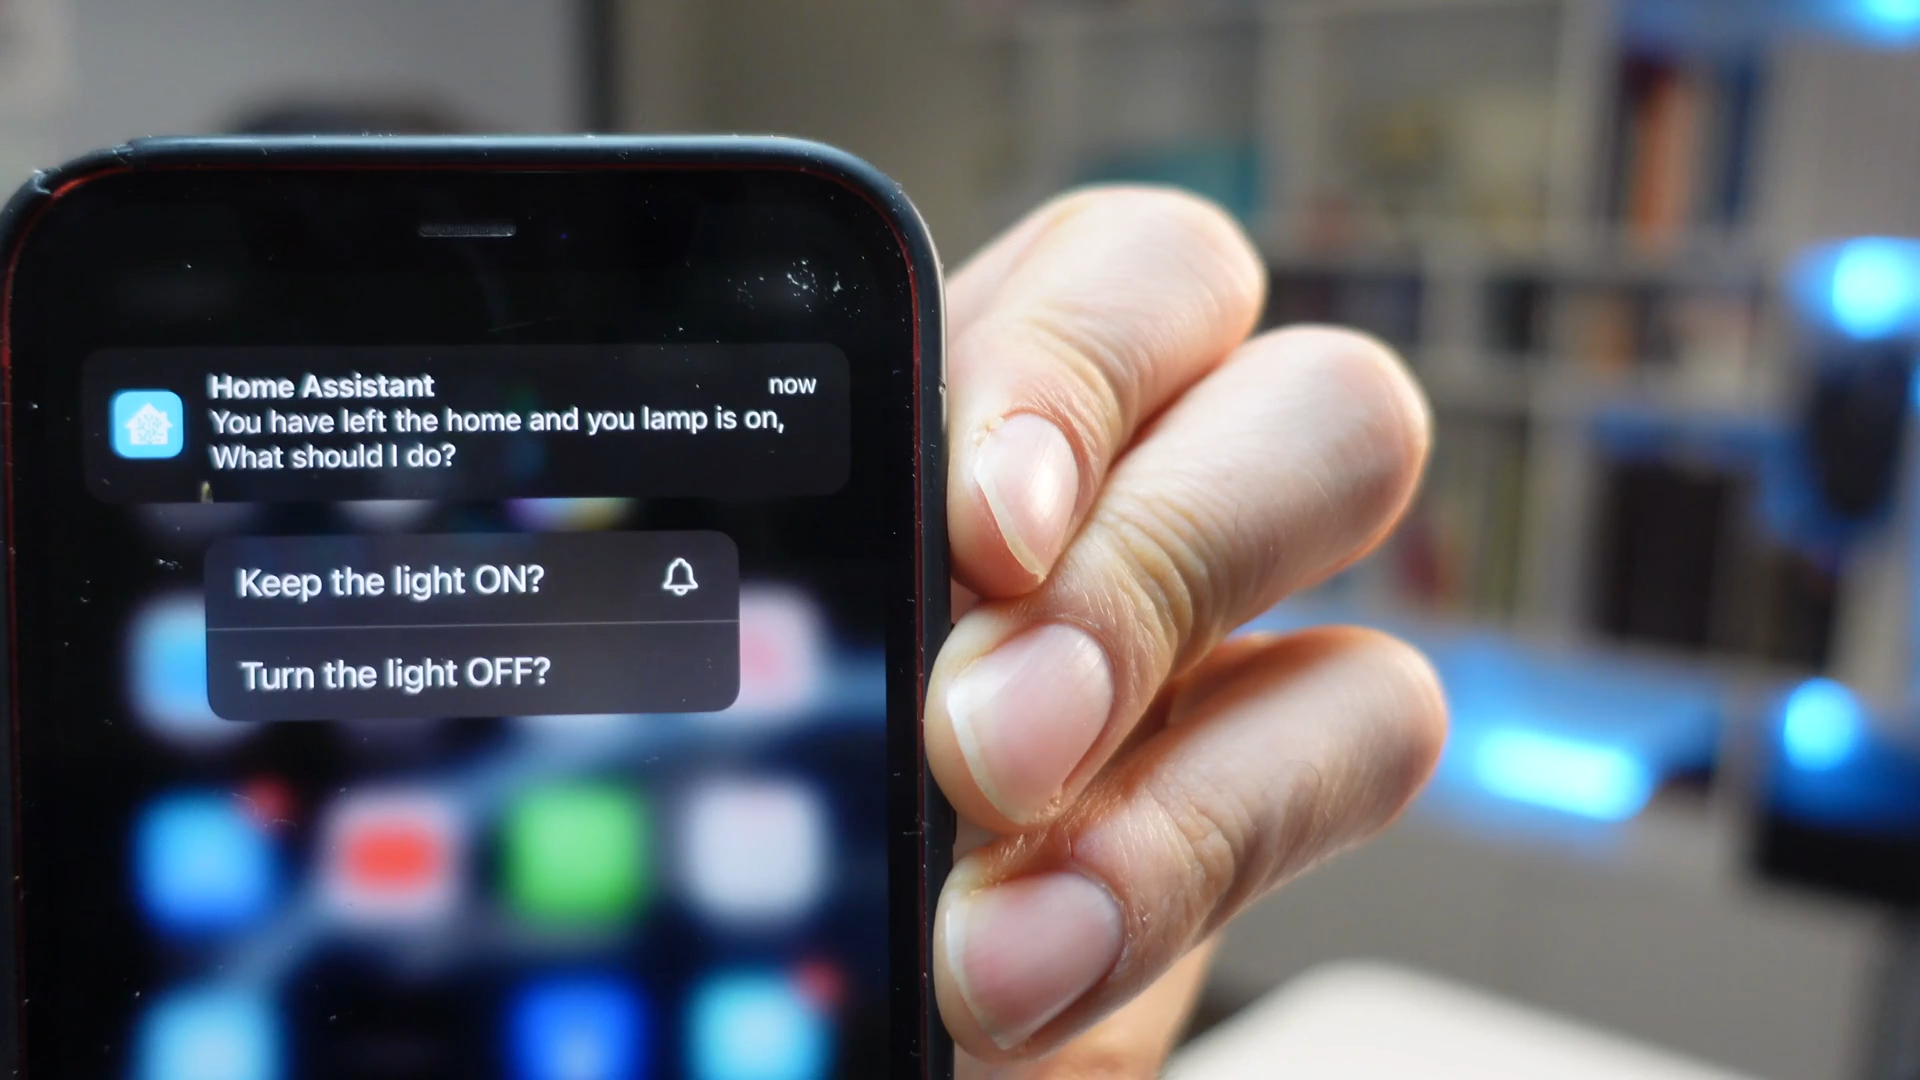 Home Assistant
now
You have left the home and you lamp is on,
What should I do?
Keep the light ON?
Turn the light OFF?